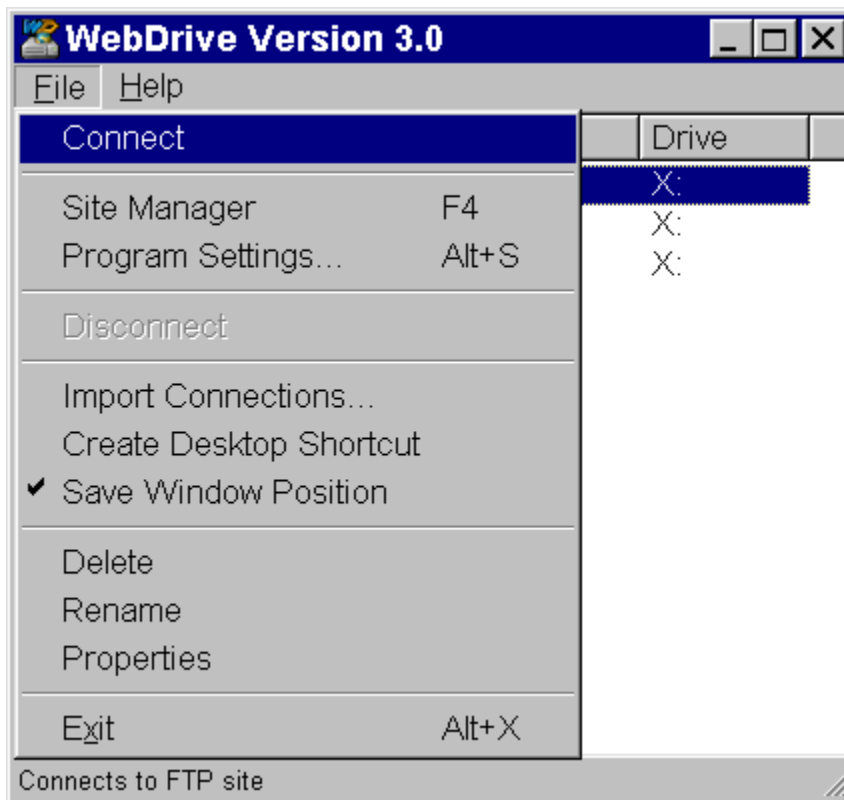 WebDrive Version 3.0
File Help
Connect
Drive
X:
Site Manager F4
X:
Program Settings... Alt+S
X:
Disconnect
Import Connections...
Create Desktop Shortcut
Save Window Position
Delete
Rename
Properties
Exit Alt+X
Connects to FTP site